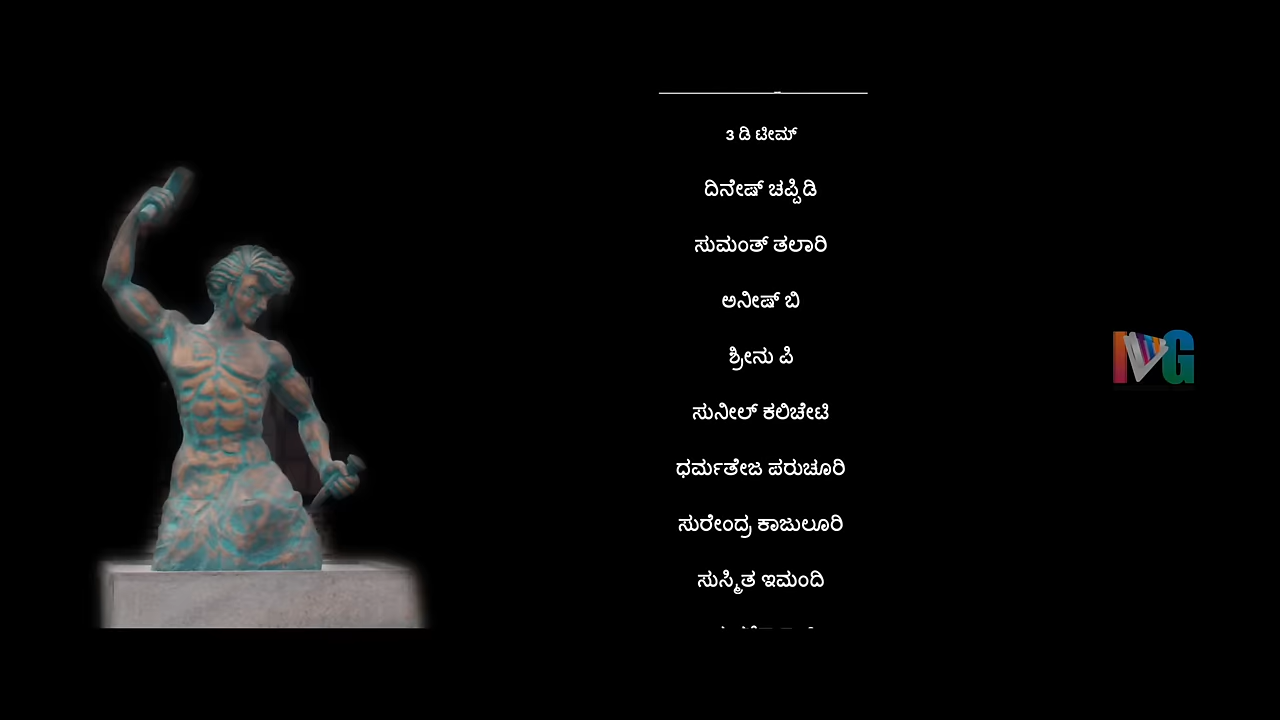 3 ಡಿ ಟೀಮ್
ದಿನೇಷ್ ಚಪ್ಪಿಡಿ
ಸುಮಂತ್ ತಲಾರಿ
ಅನೀಷ್ ಬಿ
ಶ್ರೀನು ಪಿ
ಸುನೀಲ್ ಕಲಿಚೇಟಿ
ಧರ್ಮತೇಜ ಪರುಚೂರಿ
ಸುರೇಂದ್ರ ಕಾಜುಲೂರಿ
ಸುಸ್ಮಿತ ಇಮಂದಿ